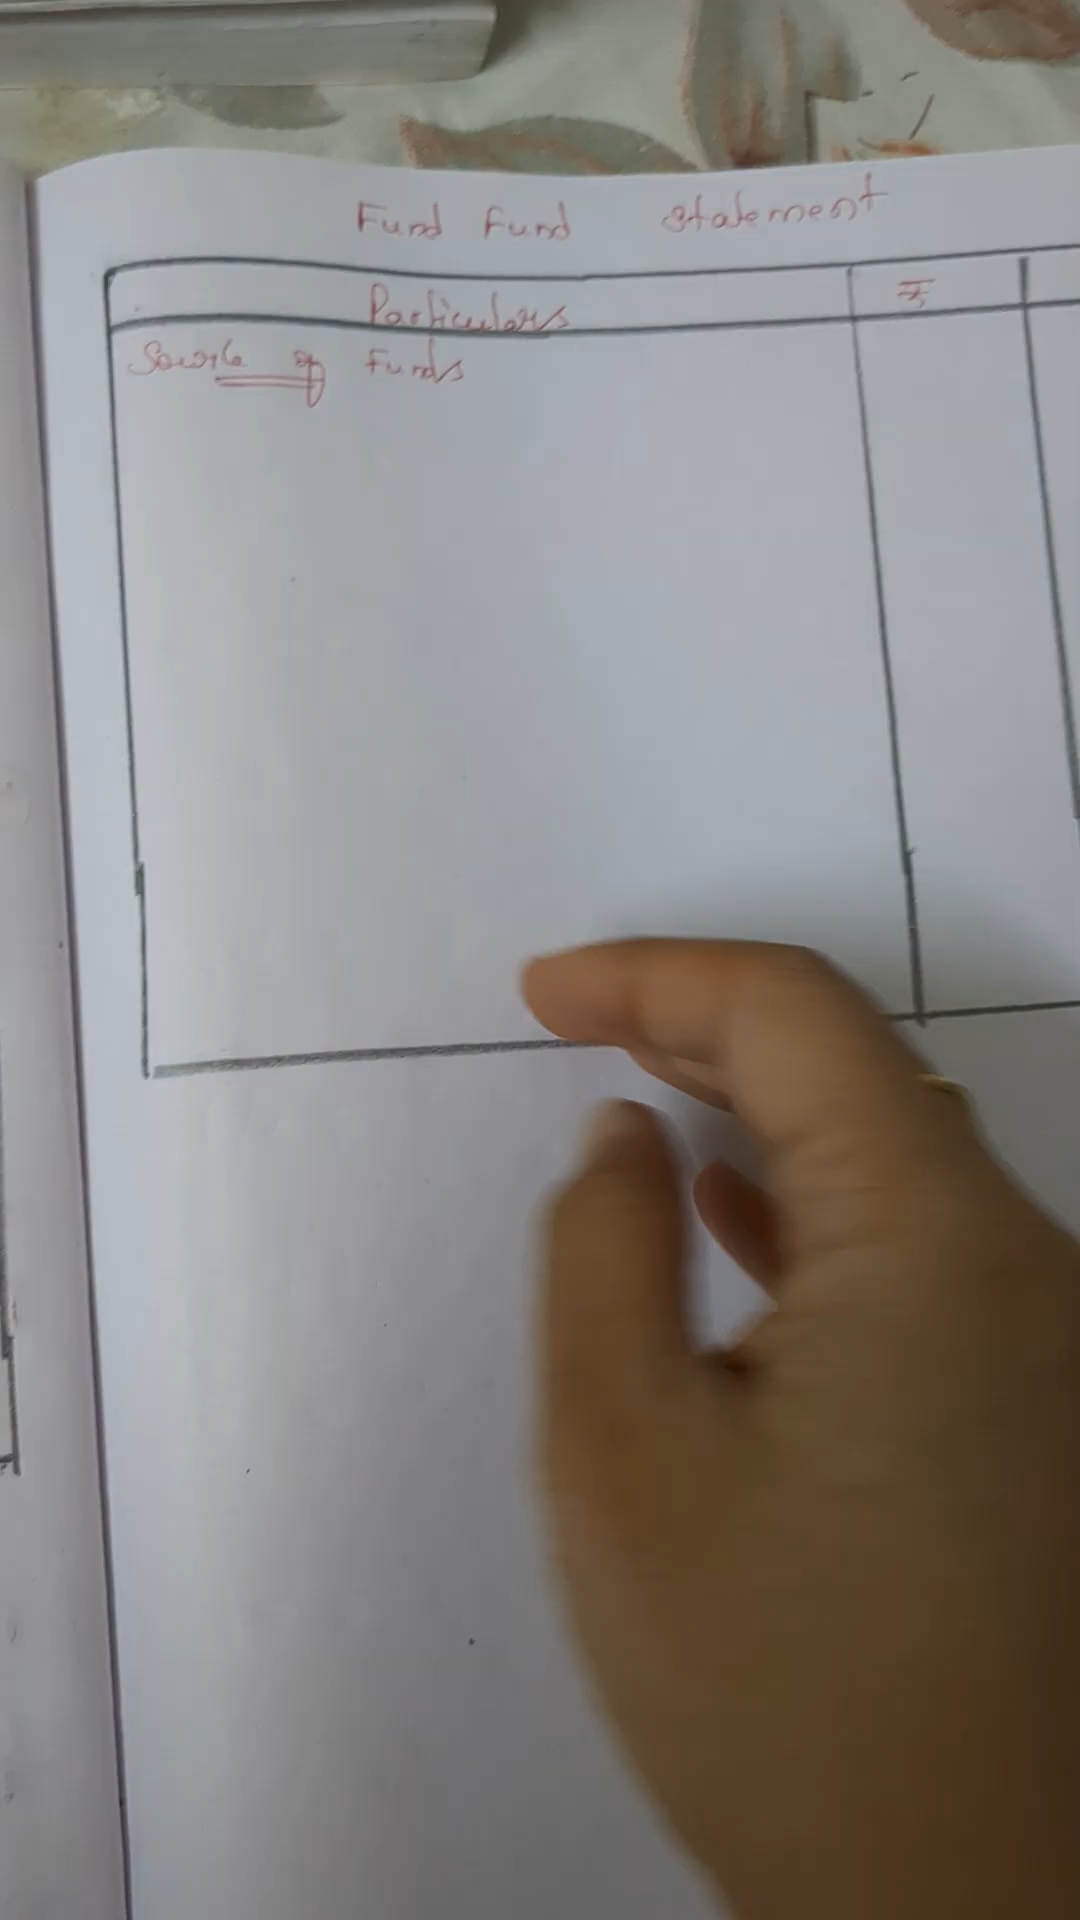 Fund Fund Statement
Particulars ₹
Source of Funds